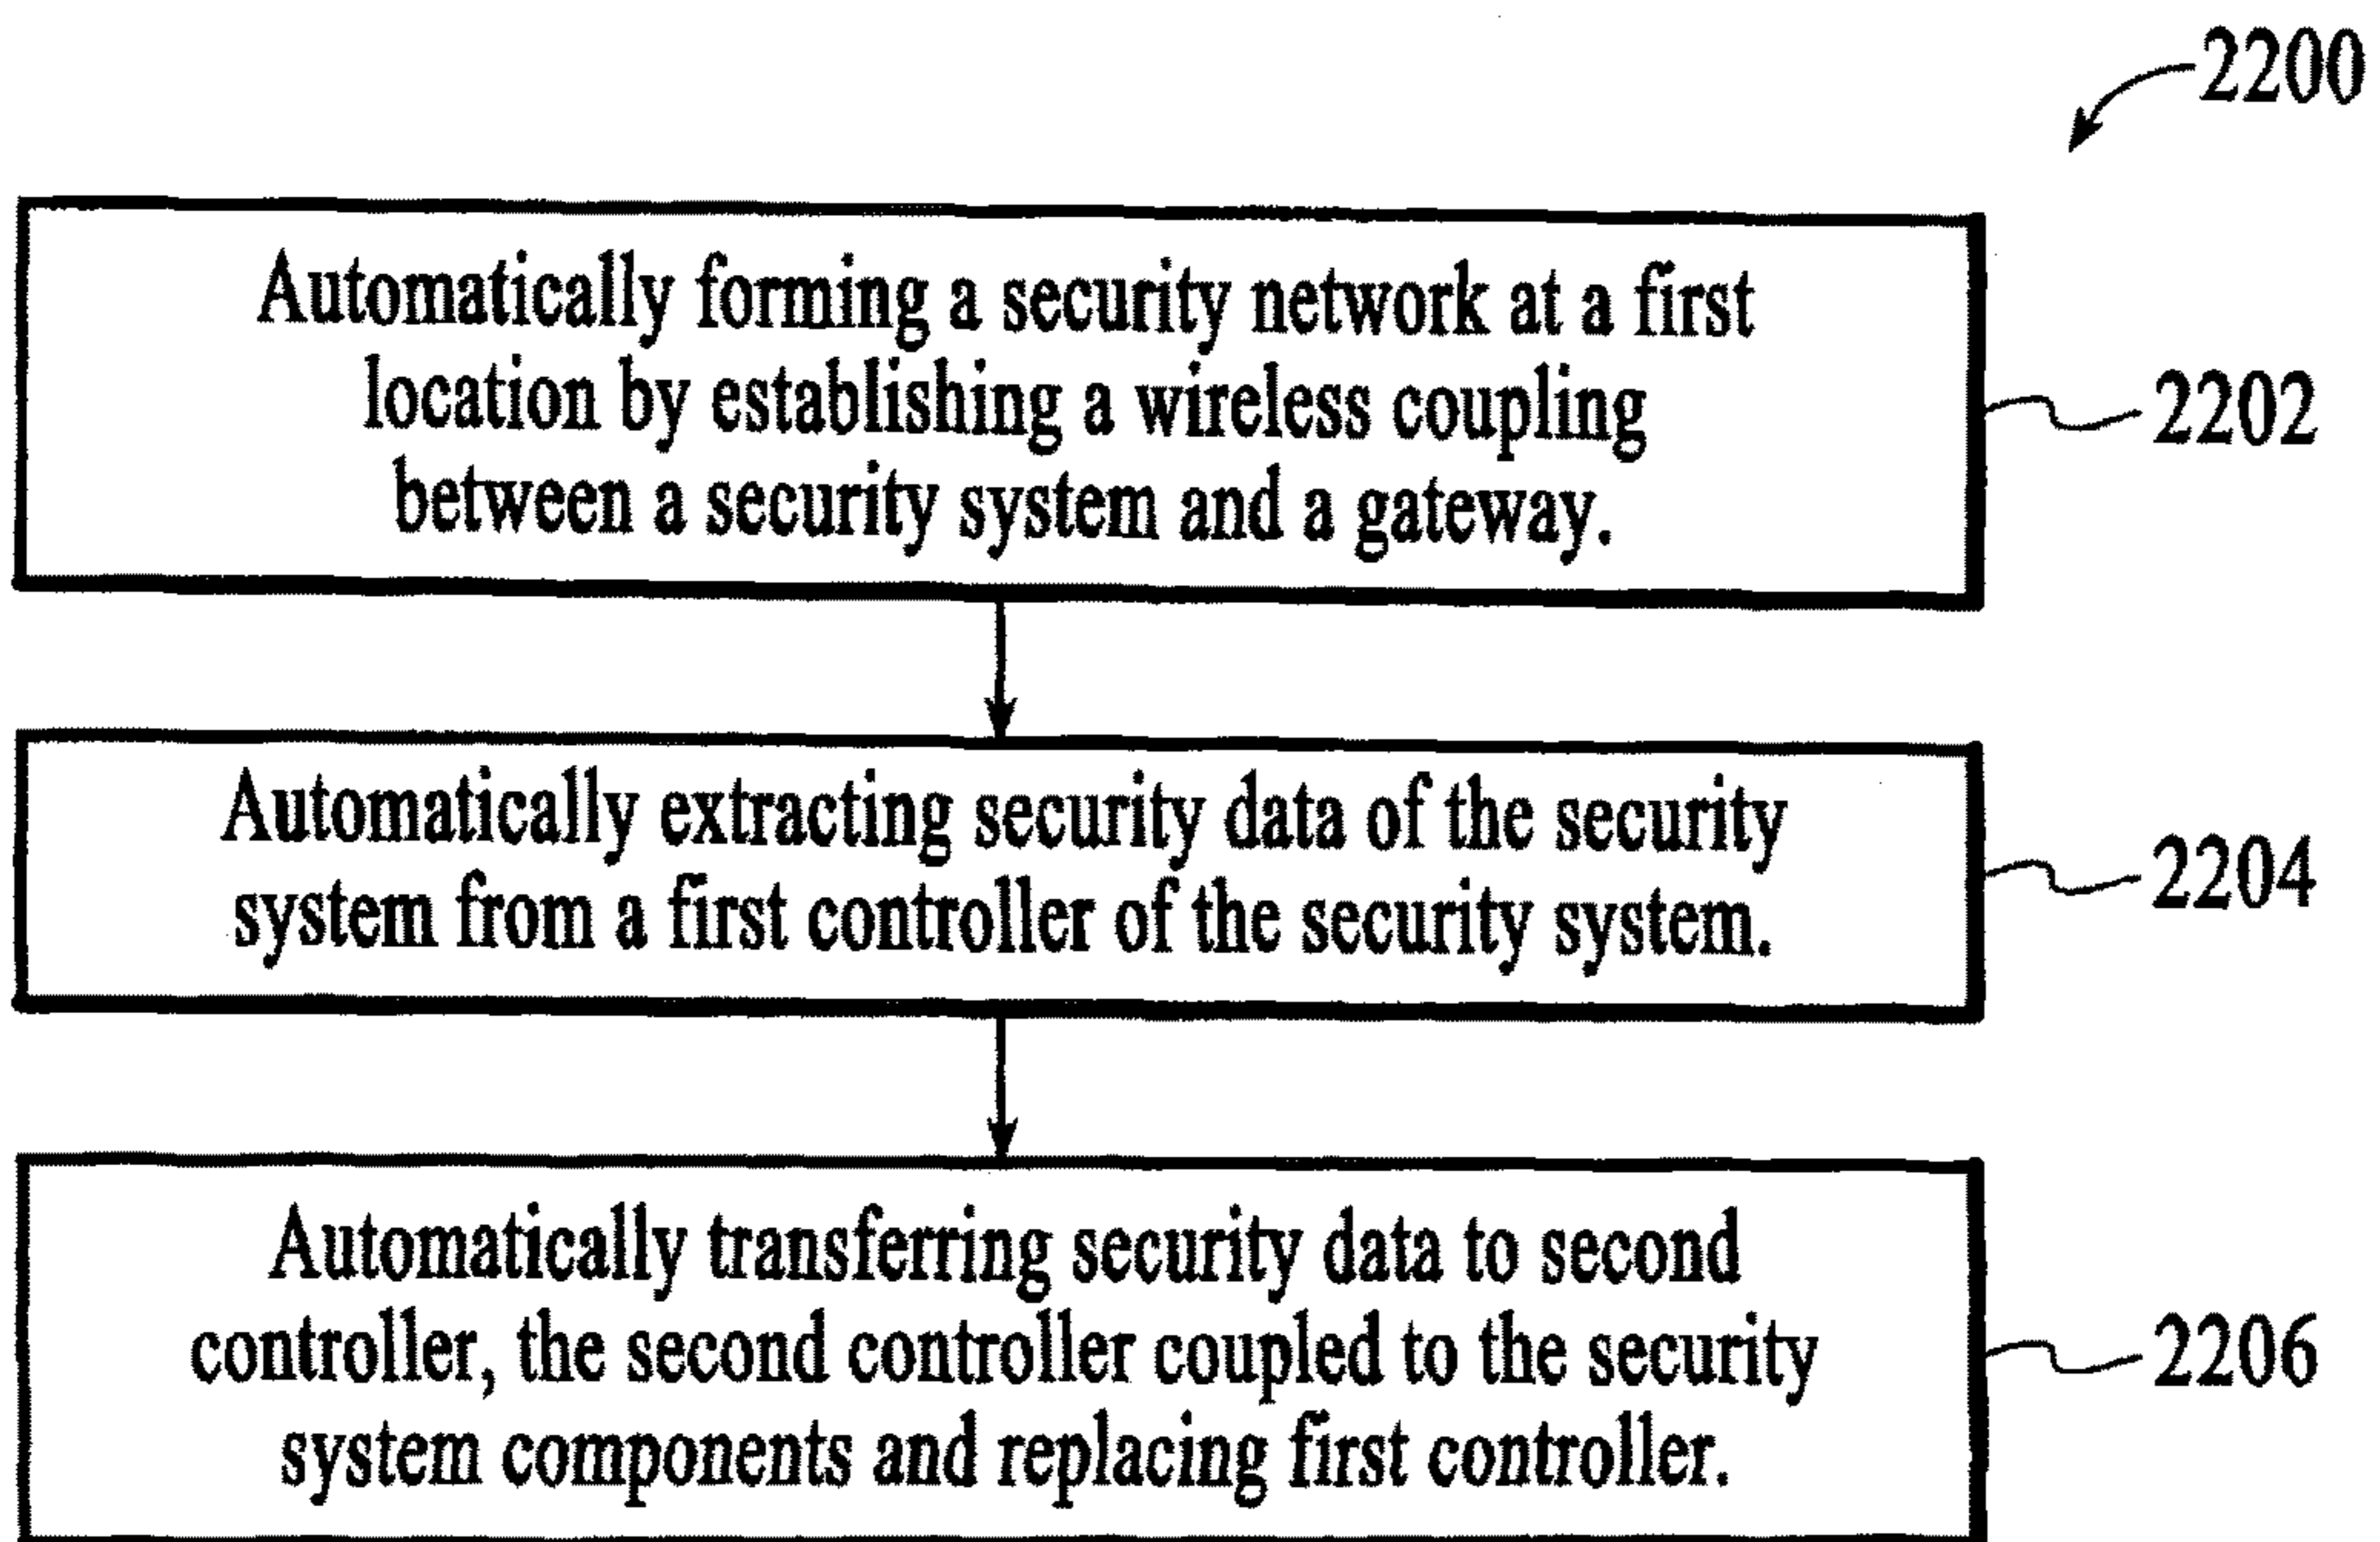 2200
Automatically forming a security network at a first
location by establishing a wireless coupling
between a security system and a gateway.
2202
Automatically extracting security data of the security
system from a first controller of the security system.
2204
Automatically transferring security data to second
controller, the second controller coupled to the security
system components and replacing first controller.
2206